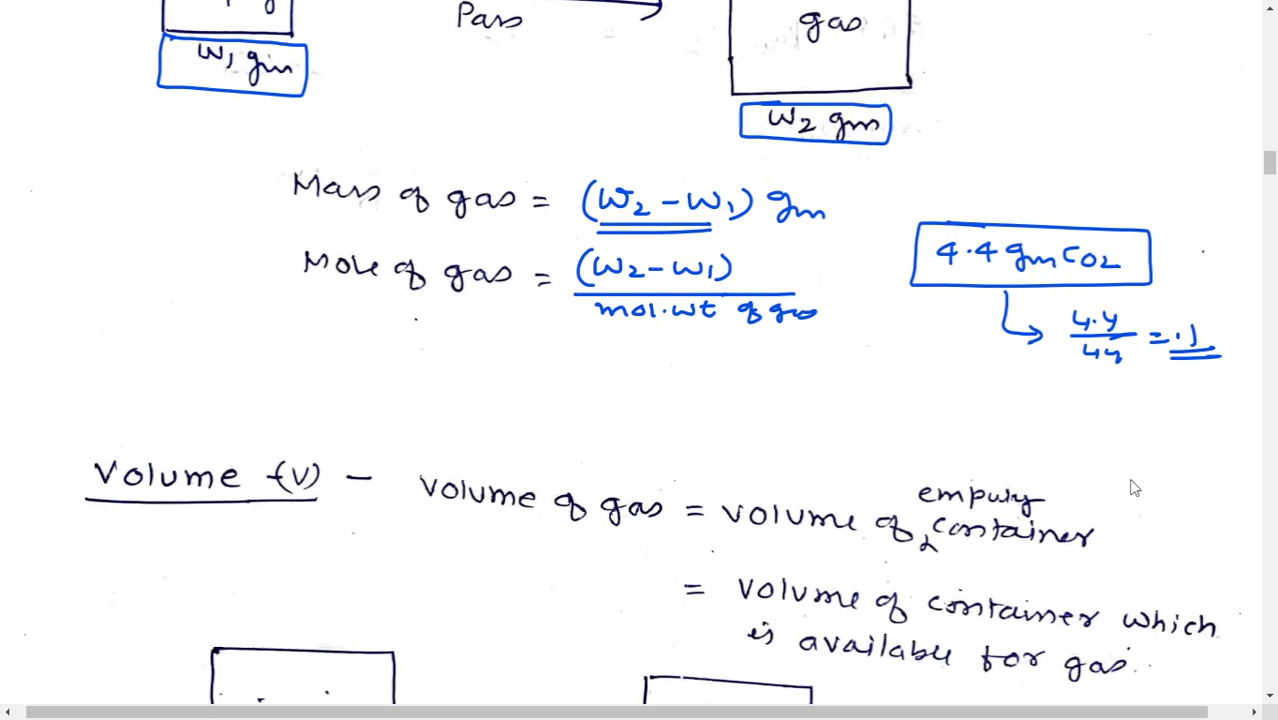 Pass
gas
W1 gm
W2 gm
Mass of gas = (W2 - W1) gm
Mole of gas = (W2 - W1)
mol. wt of gas
4.4 gm CO2
4.4
44
= .1
Volume (V) - volume of gas = volume of empuly container
= volume of container which
is available for gas.